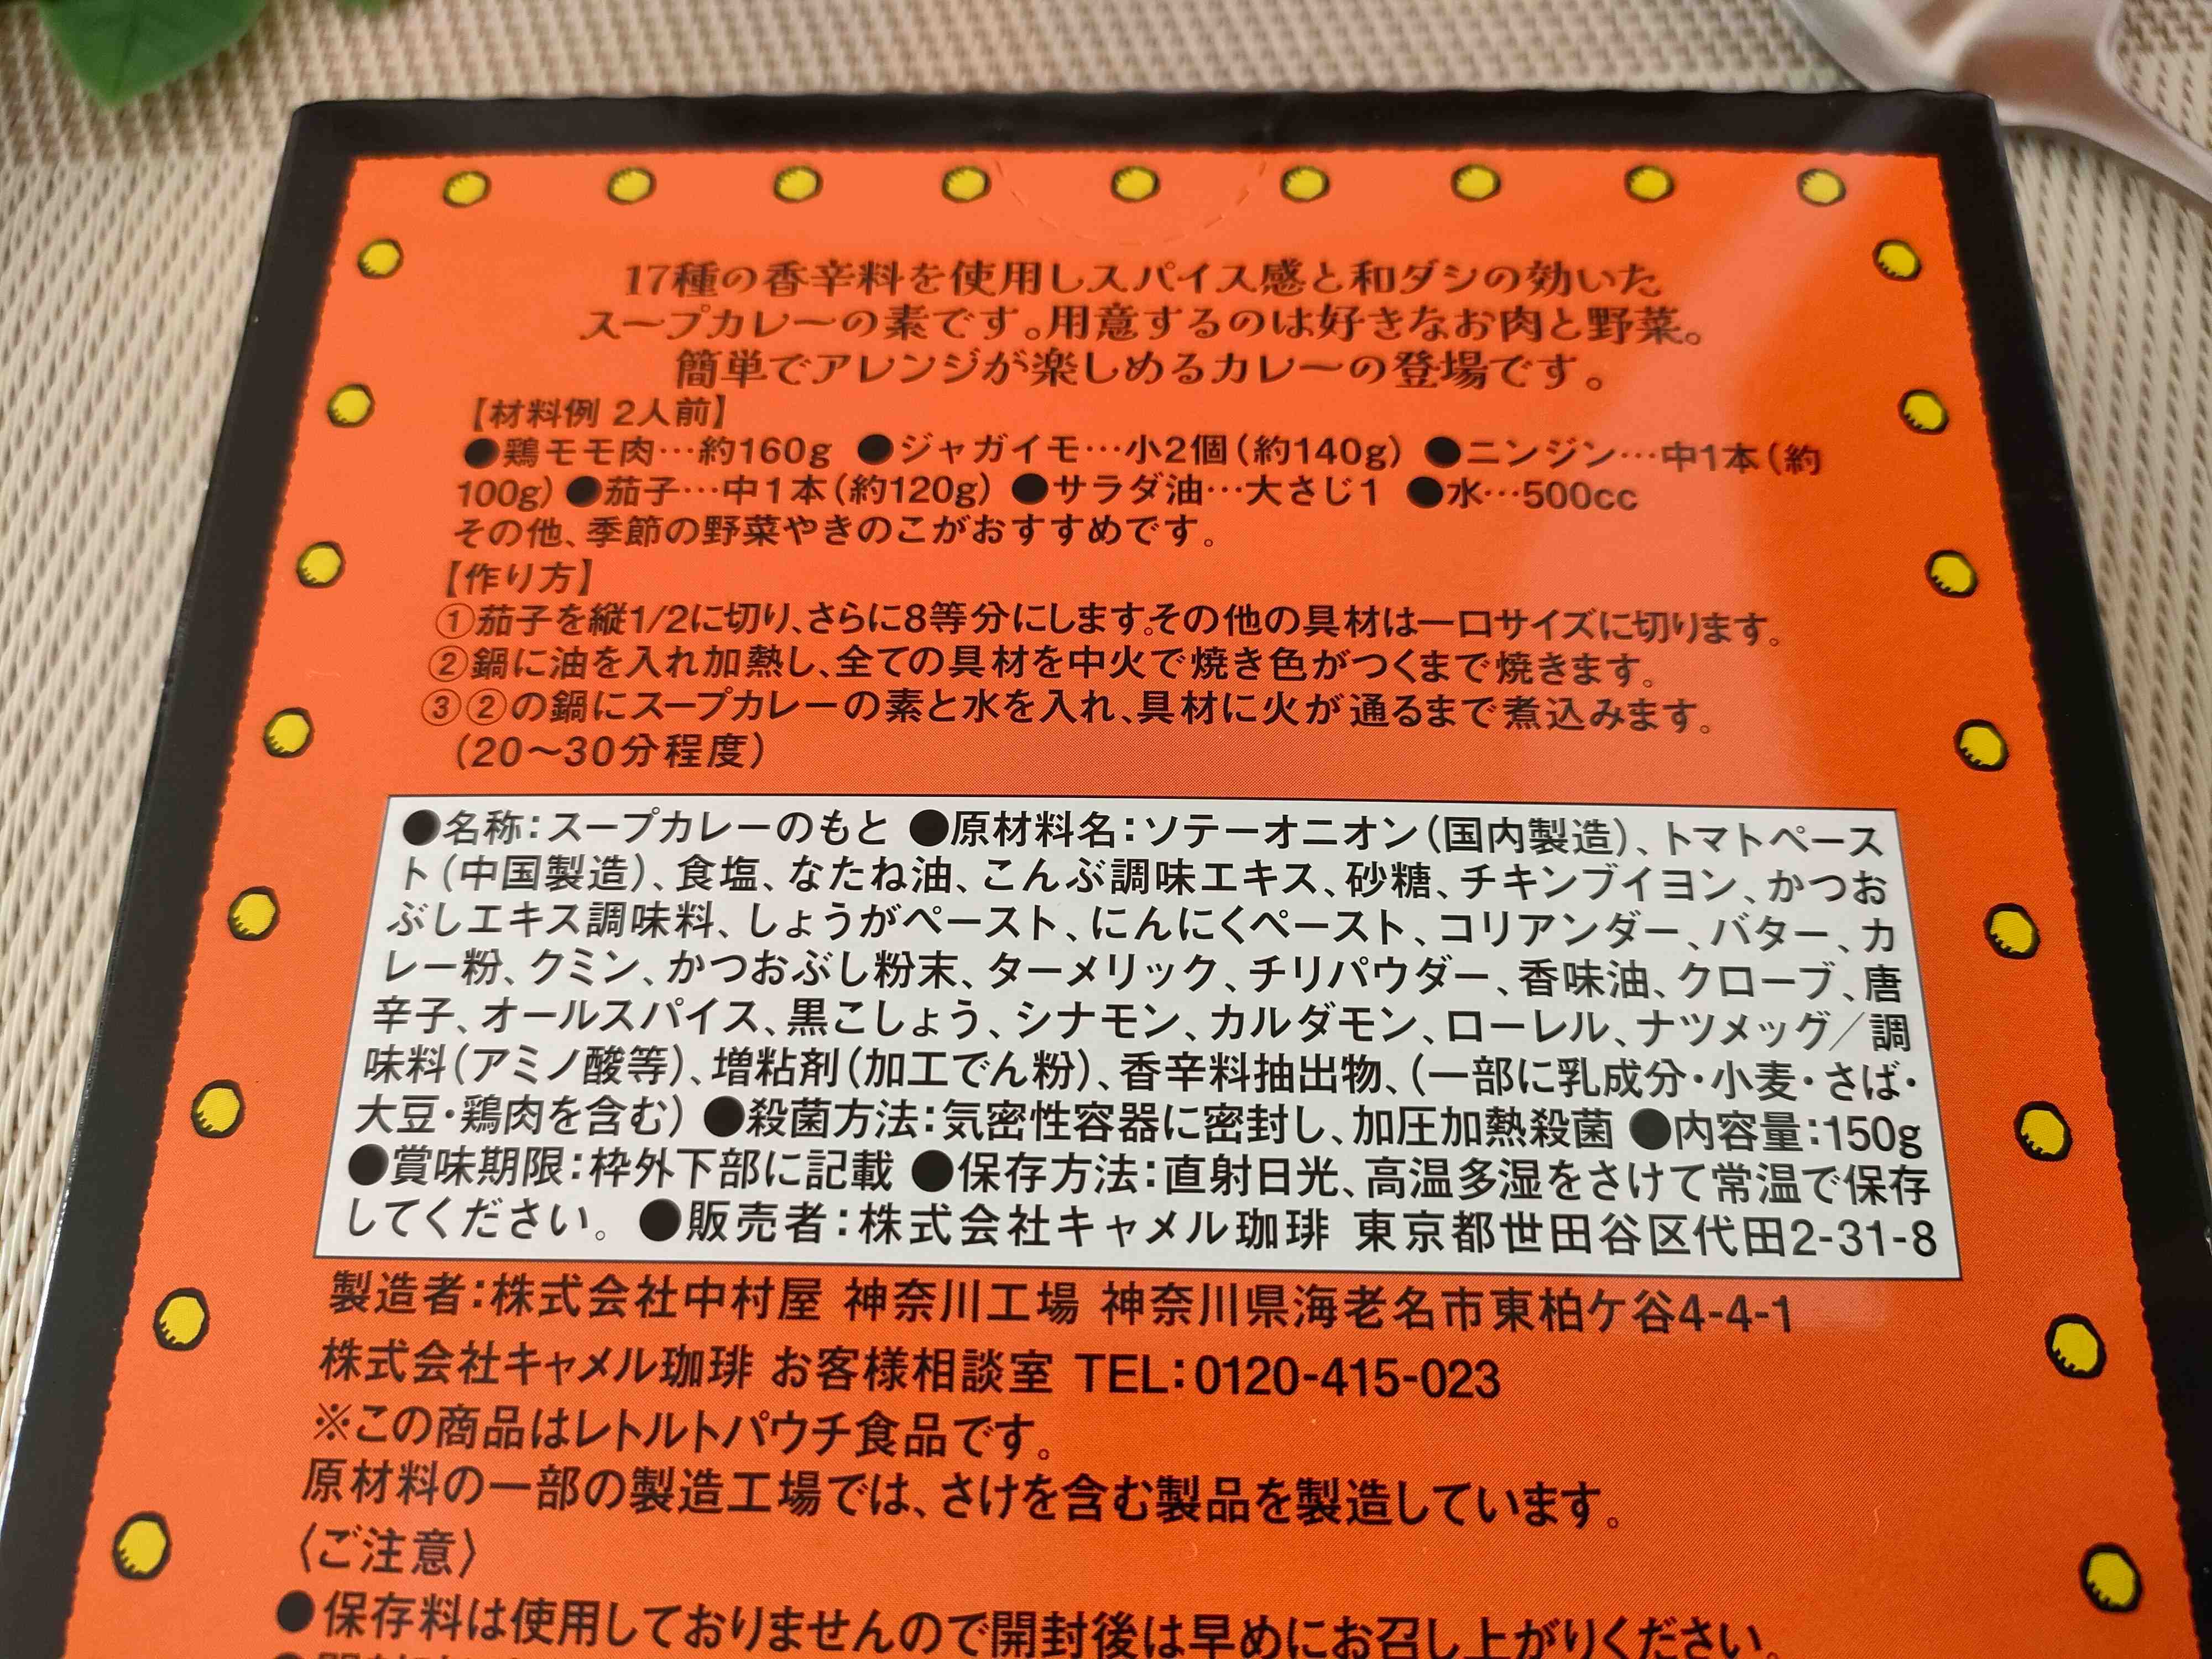 17種の香辛料を使用しスパイス感と和ダシの効いた
スープカレーの素です。用意するのは好きなお肉と野菜。
簡単でアレンジが楽しめるカレーの登場です。
【材料例 2人前】
●鶏モモ肉…約160g ●ジャガイモ…小2個(約140g) ●ニンジン…中1本(約
100g) ●茄子…中1本(約120g) ●サラダ油…大さじ1 ●水…500cc
その他、季節の野菜やきのこがおすすめです。
【作り方】
①茄子を縦1/2に切り、さらに8等分にします。その他の具材は一口サイズに切ります。
②鍋に油を入れ加熱し、全ての具材を中火で焼き色がつくまで焼きます。
③②の鍋にスープカレーの素と水を入れ、具材に火が通るまで煮込みます。
(20〜30分程度)
●名称:スープカレーのもと ●原材料名:ソテーオニオン(国内製造)、トマトペース
ト(中国製造)、食塩、なたね油、こんぶ調味エキス、砂糖、チキンブイヨン、かつお
ぶしエキス調味料、しょうがペースト、にんにくペースト、コリアンダー、バター、カ
レー粉、クミン、かつおぶし粉末、ターメリック、チリパウダー、香味油、クローブ、唐
辛子、オールスパイス、黒こしょう、シナモン、カルダモン、ローレル、ナツメッグ／調
味料(アミノ酸等)、増粘剤(加工でん粉)、香辛料抽出物、(一部に乳成分・小麦・さば・
大豆・鶏肉を含む) ●殺菌方法:気密性容器に密封し、加圧加熱殺菌 ●内容量:150g
●賞味期限:枠外下部に記載 ●保存方法:直射日光、高温多湿をさけて常温で保存
してください。 ●販売者:株式会社キャメル珈琲 東京都世田谷区代田2-31-8
製造者:株式会社中村屋 神奈川工場 神奈川県海老名市東柏ケ谷4-4-1
株式会社キャメル珈琲 お客様相談室 TEL:0120-415-023
※この商品はレトルトパウチ食品です。
原材料の一部の製造工場では、さけを含む製品を製造しています。
〈ご注意〉
●保存料は使用しておりませんので開封後は早めにお召し上がりください。